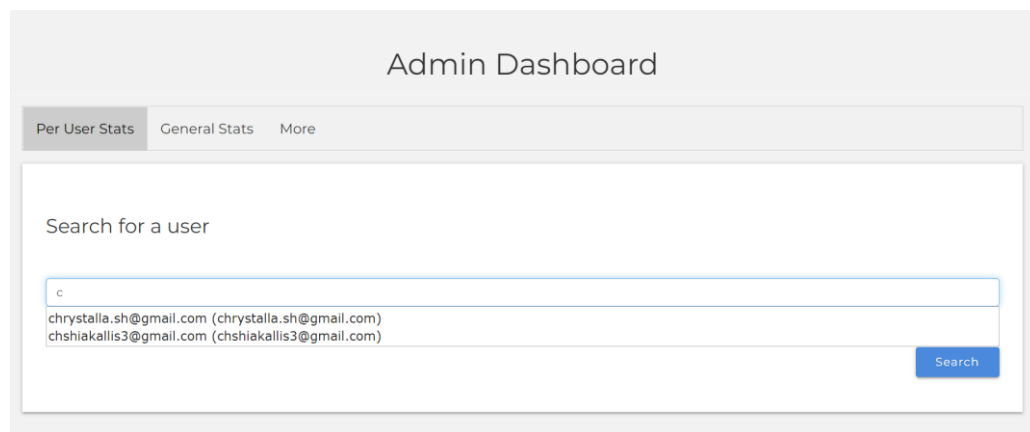 Admin Dashboard
Per User Stats General Stats More
Search for a user
c
chrystalla.sh@gmail.com (chrystalla.sh@gmail.com)
chshiakallis3@gmail.com (chshiakallis3@gmail.com)
Search